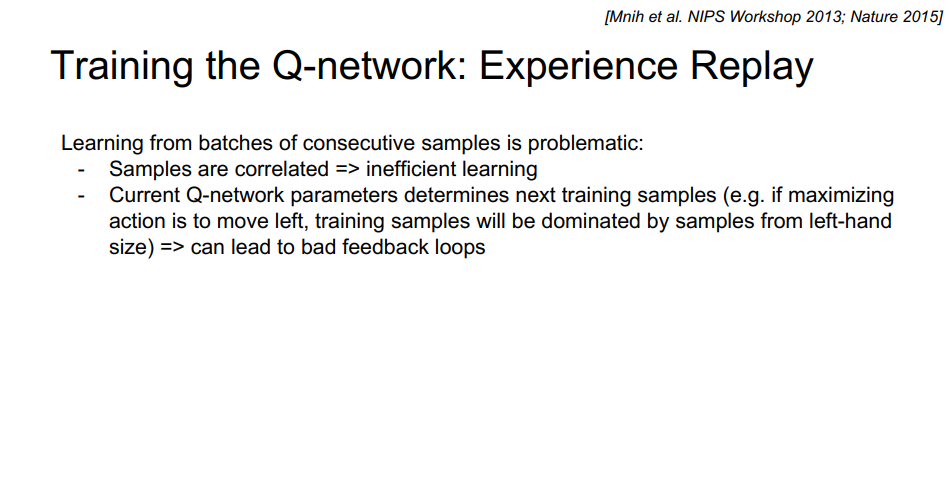 [Mnih et al. NIPS Workshop 2013; Nature 2015]
Training the Q-network: Experience Replay
Learning from batches of consecutive samples is problematic:
- Samples are correlated => inefficient learning
- Current Q-network parameters determines next training samples (e.g. if maximizing
action is to move left, training samples will be dominated by samples from left-hand
size) => can lead to bad feedback loops